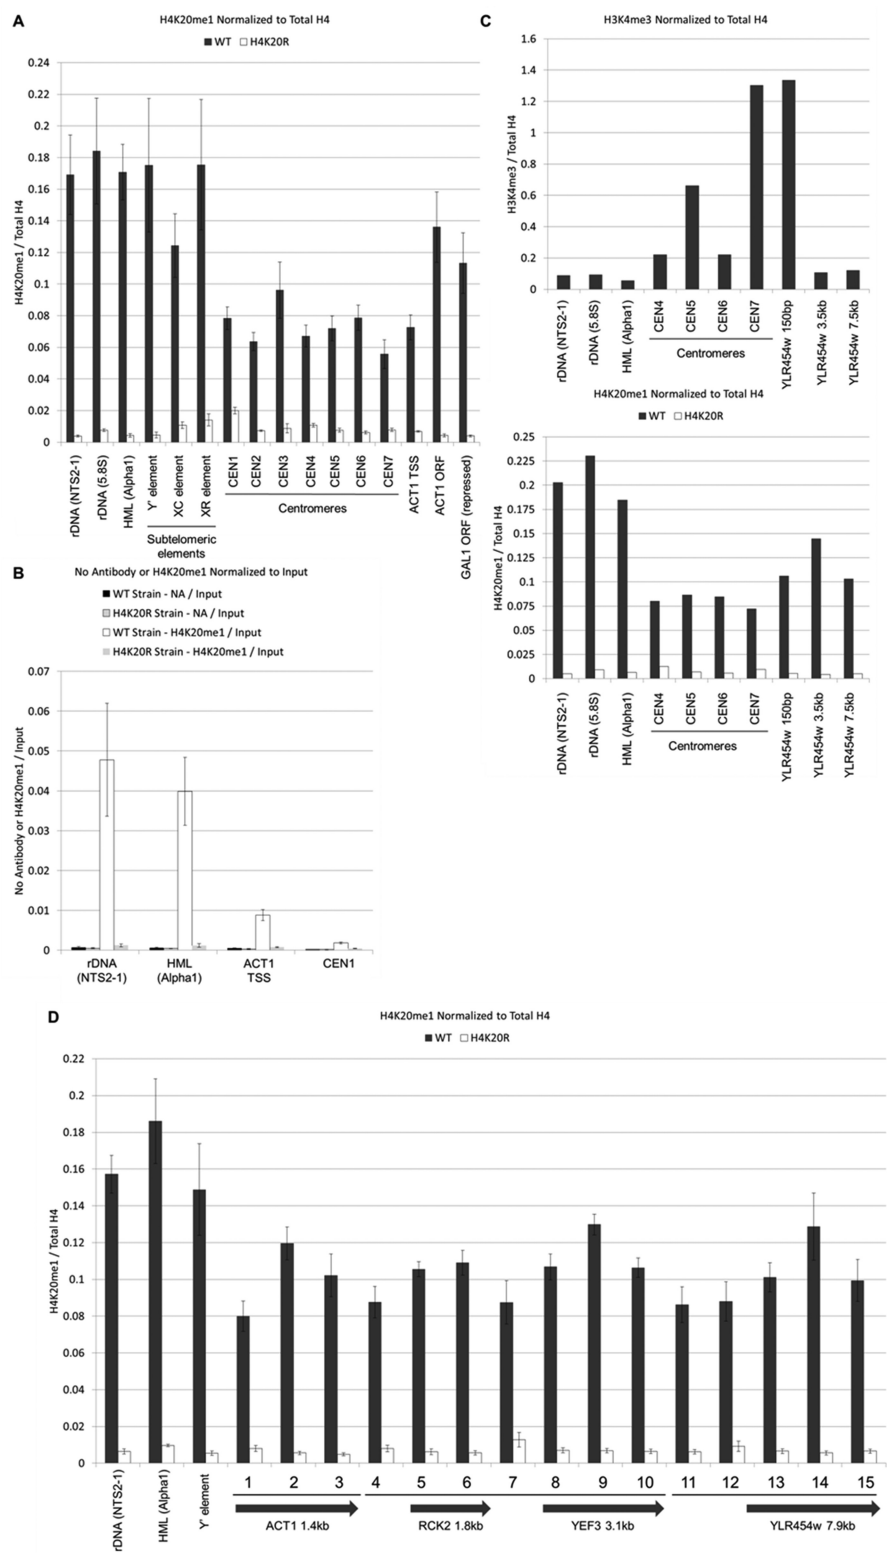 A
H4K20me1 Normalized to Total H4
WT H4K20R
H4K20me1 / Total H4
0.24
0.22
0.2
0.18
0.16
0.14
0.12
0.1
0.08
0.06
0.04
0.02
0
rDNA (NTS2-1)
rDNA (5.8S)
HML (Alpha1)
Y' element
XC element
XR element
CEN1
CEN2
CEN3
CEN4
CEN5
CEN6
CEN7
ACT1 TSS
ACT1 ORF
GAL1 ORF (repressed)
Subtelomeric
elements
Centromeres
B
No Antibody or H4K20me1 Normalized to Input
WT Strain - NA / Input
H4K20R Strain - NA / Input
WT Strain - H4K20me1 / Input
H4K20R Strain - H4K20me1 / Input
No Antibody or H4K20me1 / Input
0.07
0.06
0.05
0.04
0.03
0.02
0.01
0
rDNA
(NTS2-1)
HML
(Alpha1)
ACT1
TSS
CEN1
C
H3K4me3 Normalized to Total H4
H3K4me3 / Total H4
1.6
1.4
1.2
1
0.8
0.6
0.4
0.2
0
rDNA (NTS2-1)
rDNA (5.8S)
HML (Alpha1)
CEN4
CEN5
CEN6
CEN7
YLR454w 150bp
YLR454w 3.5kb
YLR454w 7.5kb
Centromeres
H4K20me1 Normalized to Total H4
WT H4K20R
H4K20me1 / Total H4
0.25
0.225
0.2
0.175
0.15
0.125
0.1
0.075
0.05
0.025
0
rDNA (NTS2-1)
rDNA (5.8S)
HML (Alpha1)
CEN4
CEN5
CEN6
CEN7
YLR454w 150bp
YLR454w 3.5kb
YLR454w 7.5kb
Centromeres
D
H4K20me1 Normalized to Total H4
WT H4K20R
H4K20me1 / Total H4
0.22
0.2
0.18
0.16
0.14
0.12
0.1
0.08
0.06
0.04
0.02
0
rDNA (NTS2-1)
HML (Alpha1)
Y' element
1 2 3 4 5 6 7 8 9 10 11 12 13 14 15
ACT1 1.4kb
RCK2 1.8kb
YEF3 3.1kb
YLR454w 7.9kb